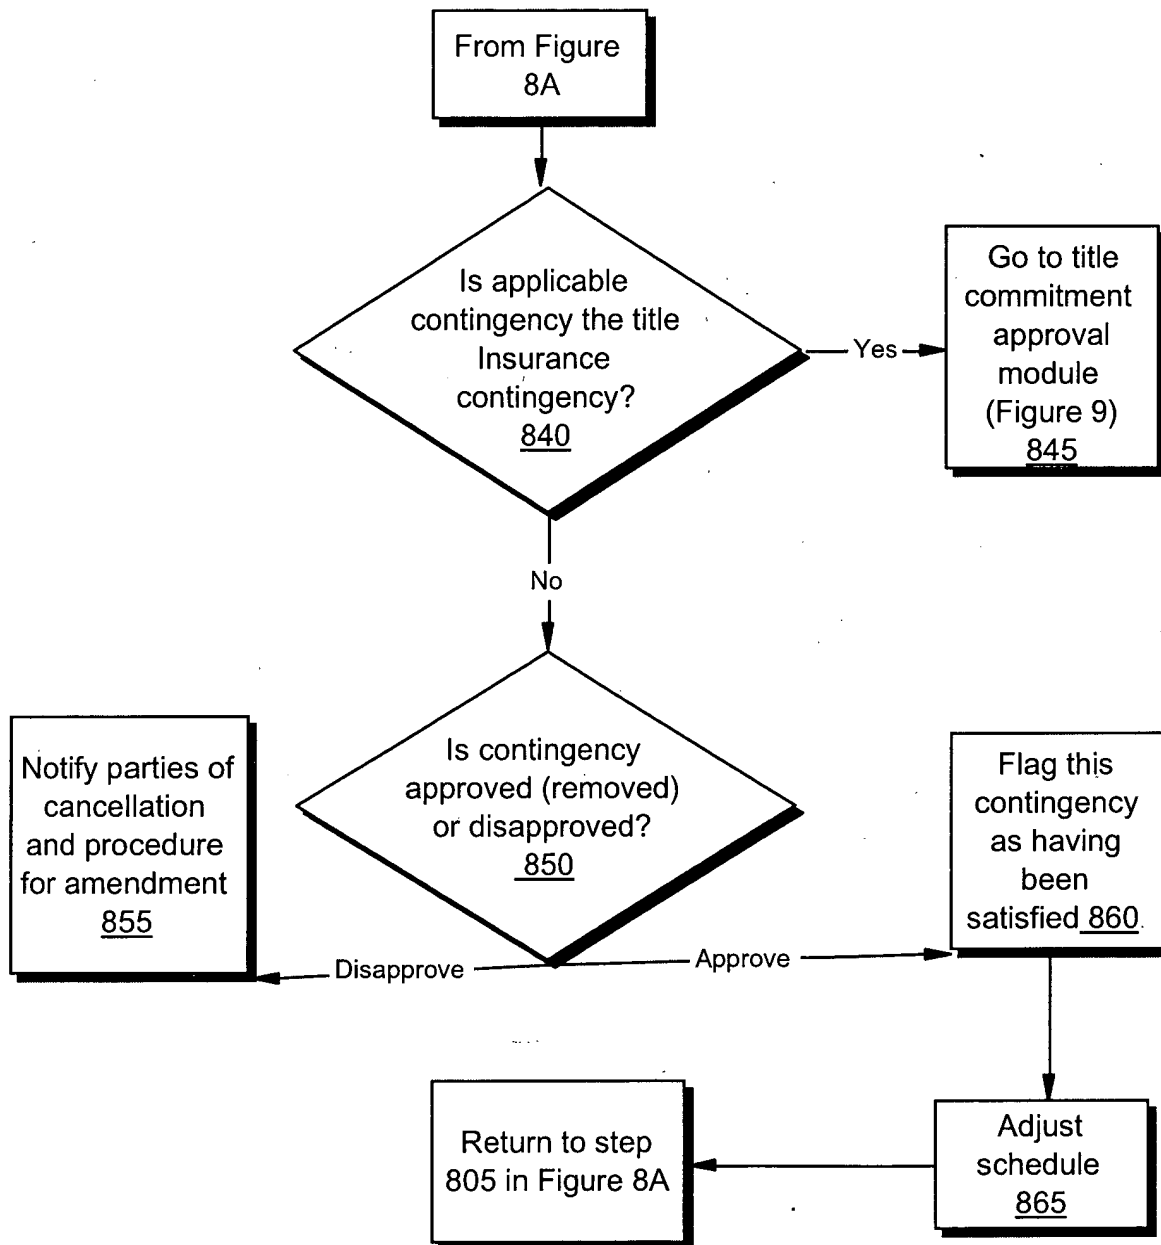 From Figure
8A
Is applicable
contingency the title
Insurance
contingency?
840
Yes
Go to title
commitment
approval
module
(Figure 9)
845
No
Is contingency
approved (removed)
or disapproved?
850
Notify parties of
cancellation
and procedure
for amendment
855
Flag this
contingency
as having
been
satisfied 860
Disapprove
Approve
Adjust
schedule
865
Return to step
805 in Figure 8A